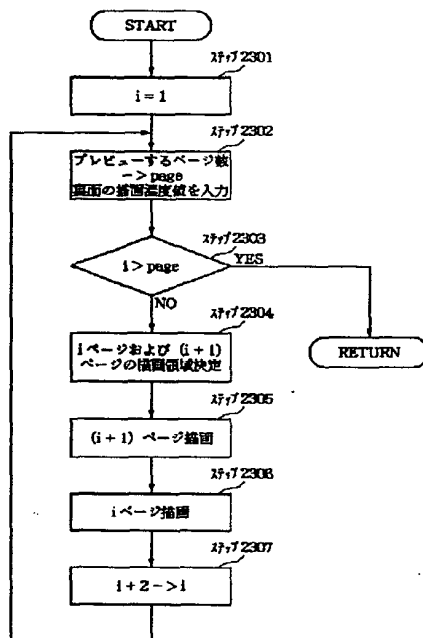 START
ステップ2301
i = 1
ステップ2302
プレビューするページ数
−> page
裏面の描画濃度値を入力
ステップ2303
i > page
YES
NO
ステップ2304
iページおよび (i+1)
ページの描画領域決定
RETURN
ステップ2305
(i+1) ページ描画
ステップ2306
iページ描画
ステップ2307
i + 2 −> i